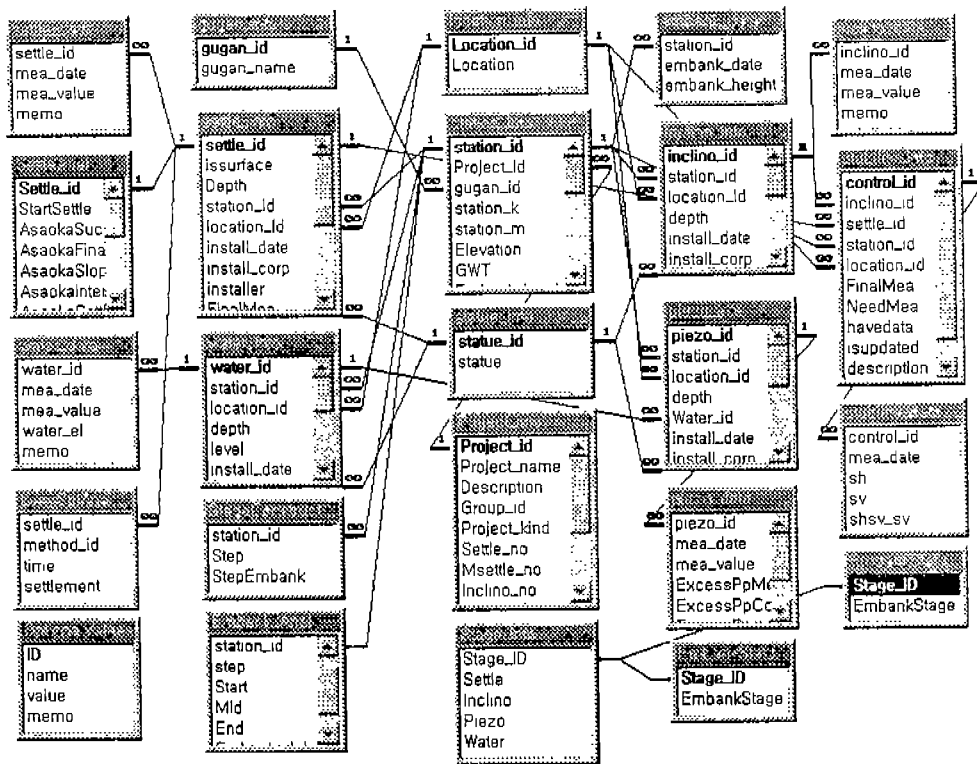 settle_id
mea_date
mea_value
memo
Settle_id
StartSettle
AsaokaSuc
AsaokaFina
AsaokaSlop
AsaokaInter
water_id
mea_date
mea_value
water_el
memo
settle_id
method_id
time
settlement
ID
name
value
memo
gugan_id
gugan_name
settle_id
issurface
Depth
station_id
location_id
install_date
install_corp
installer
water_id
station_id
location_id
depth
level
install_date
station_id
Step
StepEmbank
station_id
step
Start
Mid
End
Location_id
Location
station_id
Project_Id
gugan_id
station_k
station_m
Elevation
GWT
statue_id
statue
Project_id
Project_name
Description
Group_id
Project_kind
Settle_no
Msettle_no
Inclino_no
Stage_ID
Settle
Inclino
Piezo
Water
station_id
embank_date
embank_height
inclino_id
station_id
location_id
depth
install_date
install_corp
piezo_id
station_id
location_id
depth
Water_id
install_date
install_corp
piezo_id
mea_date
mea_value
ExcessPpMe
ExcessPpCc
Stage_ID
EmbankStage
inclino_id
mea_date
mea_value
memo
control_id
inclino_id
settle_id
station_id
location_id
FinalMea
NeedMea
havedata
isupdated
description
control_id
mea_date
sh
sv
shsv_sv
Stage_ID
EmbankStage